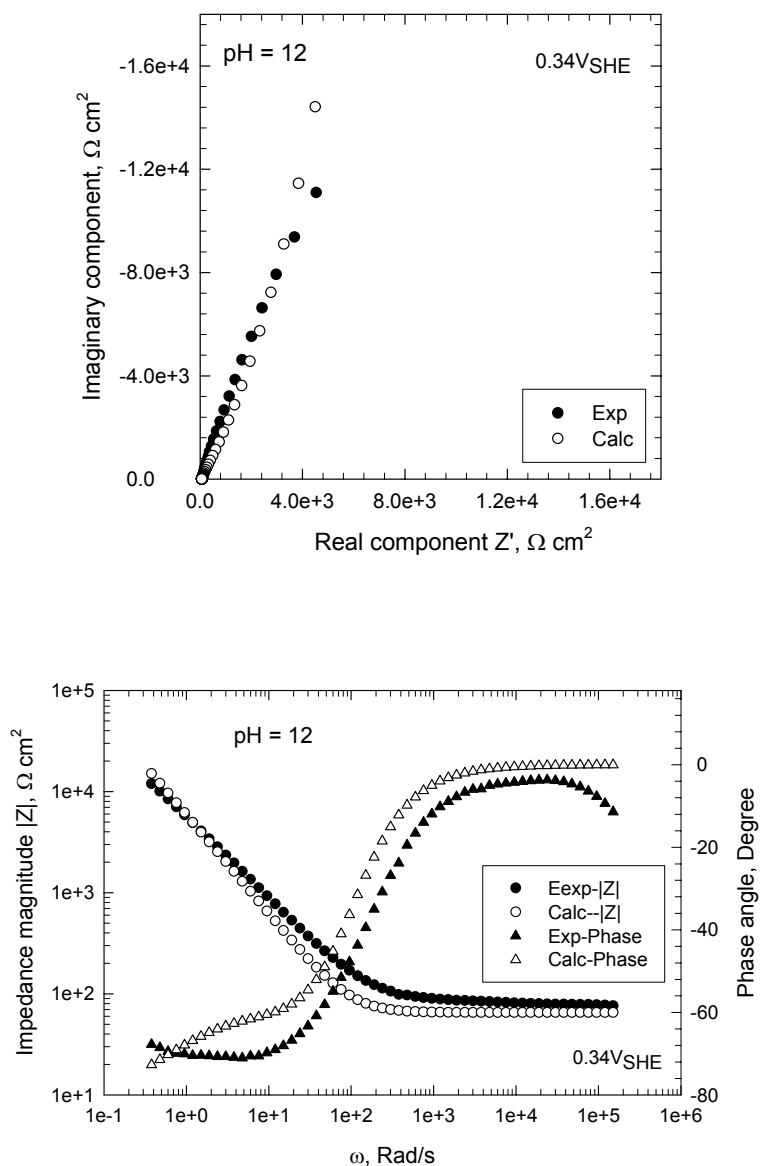 pH = 12
0.34VSHE
Imaginary component, Ω cm2
-1.6e+4
-1.2e+4
-8.0e+3
-4.0e+3
0.0
Exp
Calc
0.0
4.0e+3
8.0e+3
1.2e+4
1.6e+4
Real component Z', Ω cm2
Impedance magnitude |Z|, Ω cm2
1e+5
1e+4
1e+3
1e+2
1e+1
pH = 12
Eexp-|Z|
Calc--|Z|
Exp-Phase
Calc-Phase
0.34VSHE
0
-20
-40
-60
-80
Phase angle, Degree
1e-1
1e+0
1e+1
1e+2
1e+3
1e+4
1e+5
1e+6
ω, Rad/s